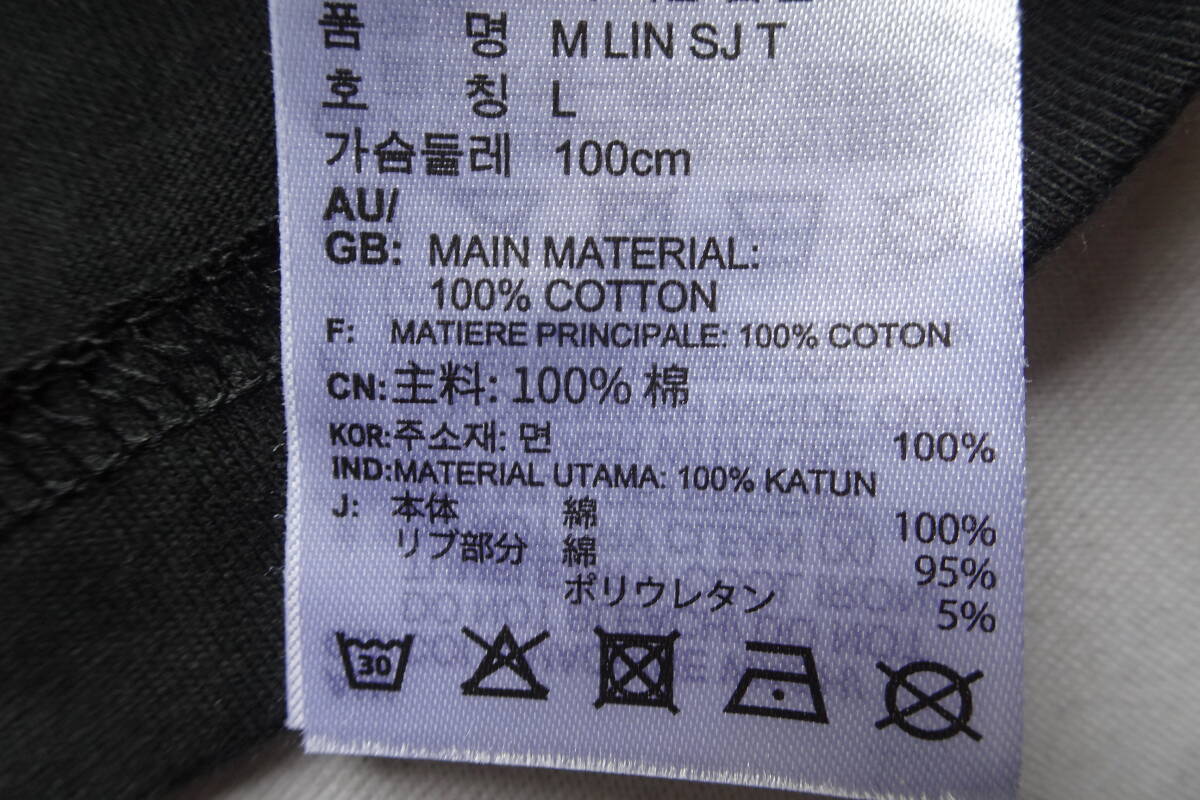 품 명 M LIN SJ T
호 칭 L
가슴둘레 100cm
AU/
GB: MAIN MATERIAL:
100% COTTON
F: MATIERE PRINCIPALE: 100% COTON
CN:主料: 100% 棉
KOR:주소재: 면 100%
IND:MATERIAL UTAMA: 100% KATUN
J: 本体 綿 100%
リブ部分 綿 95%
ポリウレタン 5%
30